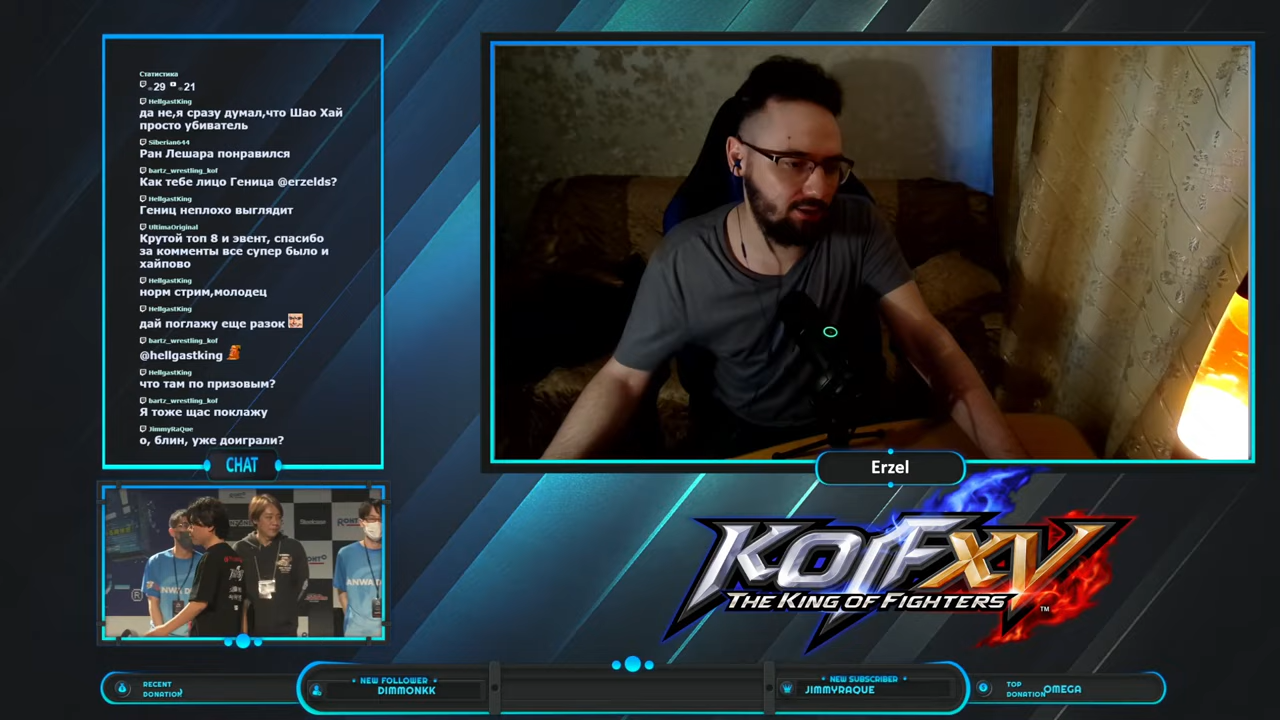 Статистика
29 21
HellgastKing
да не,я сразу думал,что Шао Хай
просто убиватель
Siberian644
Ран Лешара понравился
bartz_wrestling_kof
Как тебе лицо Геница @erzelds?
HellgastKing
Гениц неплохо выглядит
UltimaOriginal
Крутой топ 8 и эвент, спасибо
за комменты все супер было и
хайпово
HellgastKing
норм стрим,молодец
HellgastKing
дай поглажу еще разок
bartz_wrestling_kof
@hellgastking
HellgastKing
что там по призовым?
bartz_wrestling_kof
Я тоже щас поклажу
JimmyRaQue
о, блин, уже доиграли?
CHAT
Erzel
KOF XV
THE KING OF FIGHTERS
TM
RECENT
DONATION
NEW FOLLOWER
DIMMONKK
NEW SUBSCRIBER
JIMMYRAQUE
TOP
DONATION
OMEGA